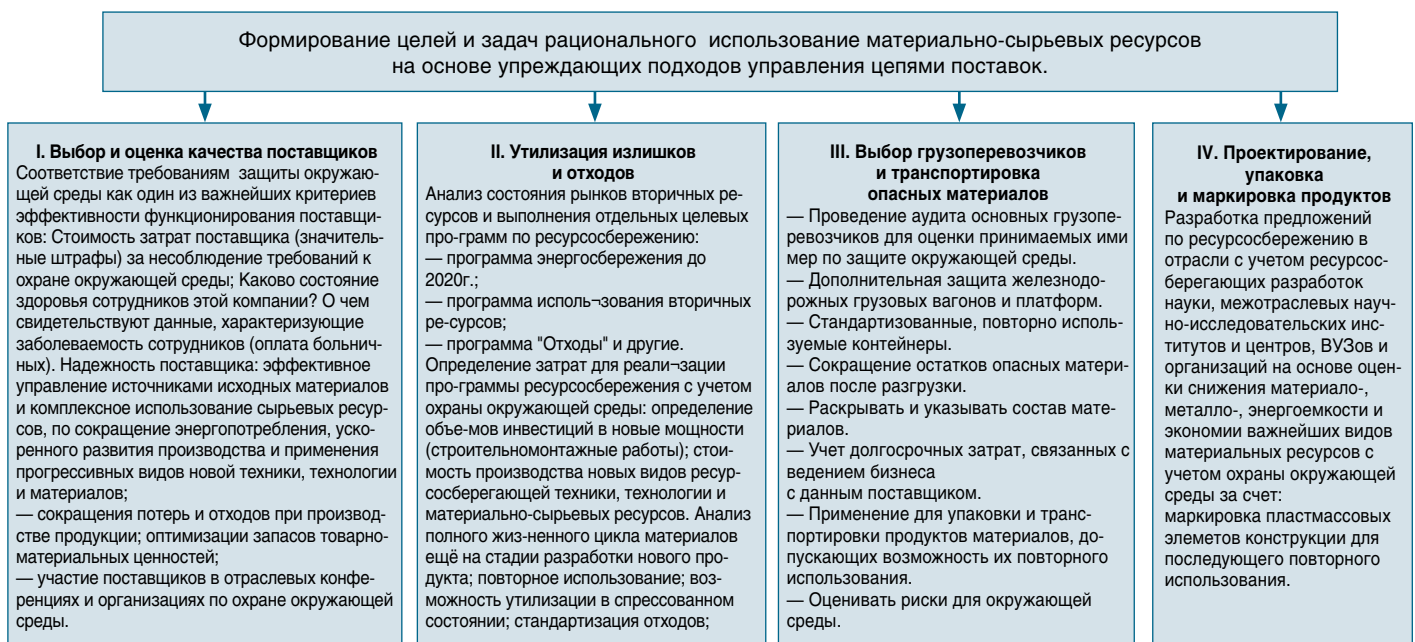 Формирование целей и задач рационального использование материально-сырьевых ресурсов
на основе упреждающих подходов управления цепями поставок.
I. Выбор и оценка качества поставщиков
Соответствие требованиям защиты окружаю-
щей среды как один из важнейших критериев
эффективности функционирования поставщи-
ков: Стоимость затрат поставщика (значитель-
ные штрафы) за несоблюдение требований к
охране окружающей среды; Каково состояние
здоровья сотрудников этой компании? О чем
свидетельствуют данные, характеризующие
заболеваемость сотрудников (оплата больнич-
ных). Надежность поставщика: эффективное
управление источниками исходных материалов
и комплексное использование сырьевых ресур-
сов, по сокращение энергопотребления, уско-
ренного развития производства и применения
прогрессивных видов новой техники, технологии
и материалов;
— сокращения потерь и отходов при производ-
стве продукции; оптимизации запасов товарно-
материальных ценностей;
— участие поставщиков в отраслевых конфе-
ренциях и организациях по охране окружающей
среды.
II. Утилизация излишков
и отходов
Анализ состояния рынков вторичных ре-
сурсов и выполнения отдельных целевых
про-грамм по ресурсосбережению:
— программа энергосбережения до
2020г.;
— программа исполь¬зования вторичных
ре-сурсов;
— программа "Отходы" и другие.
Определение затрат для реали¬зации
про-граммы ресурсосбережения с учетом
охраны окружающей среды: определение
объе-мов инвестиций в новые мощности
(строительномонтажные работы); стои-
мость производства новых видов ресур-
сосберегающей техники, технологии и
материально-сырьевых ресурсов. Анализ
полного жиз-ненного цикла материалов
ещё на стадии разработки нового про-
дукта; повторное использование; воз-
можность утилизации в спрессованном
состоянии; стандартизация отходов;
III. Выбор грузоперевозчиков
и транспортировка
опасных материалов
— Проведение аудита основных грузопе-
ревозчиков для оценки принимаемых ими
мер по защите окружающей среды.
— Дополнительная защита железнодо-
рожных грузовых вагонов и платформ.
— Стандартизованные, повторно исполь-
зуемые контейнеры.
— Сокращение остатков опасных матери-
алов после разгрузки.
— Раскрывать и указывать состав мате-
риалов.
— Учет долгосрочных затрат, связанных с
ведением бизнеса
с данным поставщиком.
— Применение для упаковки и транс-
портировки продуктов материалов, до-
пускающих возможность их повторного
использования.
— Оценивать риски для окружающей
среды.
IV. Проектирование,
упаковка
и маркировка продуктов
Разработка предложений
по ресурсосбережению в
отрасли с учетом ресурсос-
берегающих разработок
науки, межотраслевых науч-
но-исследовательских инс-
титутов и центров, ВУЗов и
организаций на основе оцен-
ки снижения материало-,
металло-, энергоемкости и
экономии важнейших видов
материальных ресурсов с
учетом охраны окружающей
среды за счет:
маркировка пластмассовых
элеметов конструкции для
последующего повторного
использования.